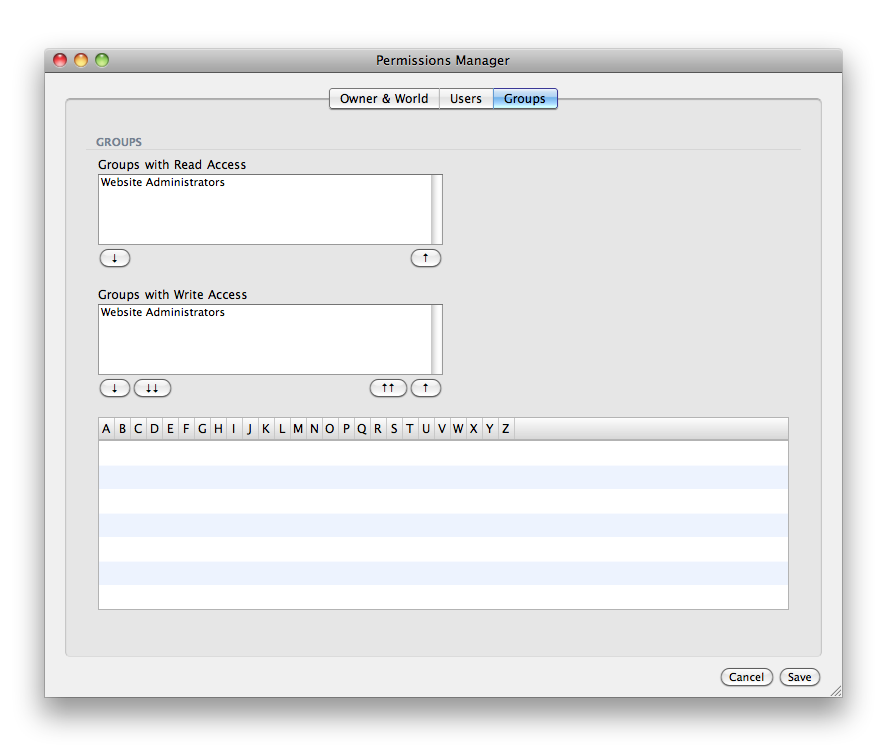 Permissions Manager
Owner & World Users Groups
GROUPS
Groups with Read Access
Website Administrators
↓ ↑
Groups with Write Access
Website Administrators
↓ ↓↓ ↑↑ ↑
A B C D E F G H I J K L M N O P Q R S T U V W X Y Z
Cancel Save